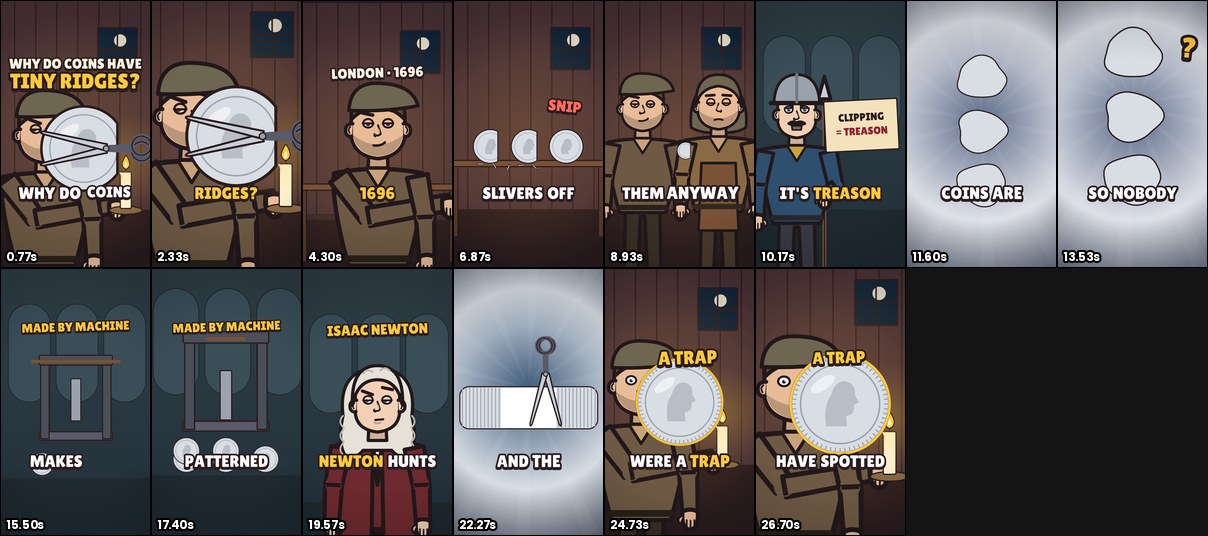 WHY DO COINS HAVE
TINY RIDGES?
WHY DO COINS
0.77s
RIDGES?
2.33s
LONDON · 1696
1696
4.30s
SNIP
SLIVERS OFF
6.87s
THEM ANYWAY
8.93s
CLIPPING
= TREASON
IT'S TREASON
10.17s
COINS ARE
11.60s
?
SO NOBODY
13.53s
MADE BY MACHINE
MAKES
15.50s
MADE BY MACHINE
PATTERNED
17.40s
ISAAC NEWTON
NEWTON HUNTS
19.57s
AND THE
22.27s
A TRAP
WERE A TRAP
24.73s
A TRAP
HAVE SPOTTED
26.70s